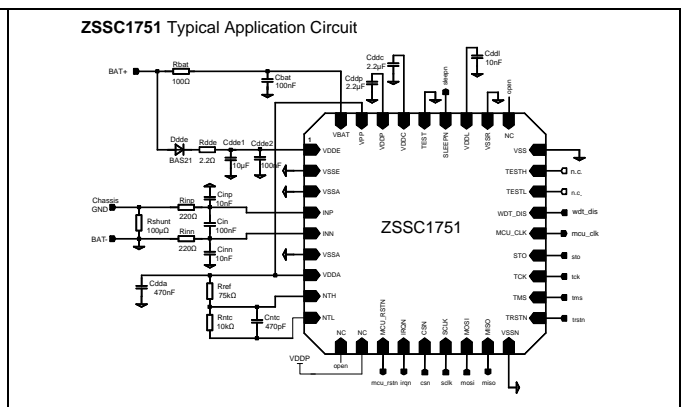 ZSSC1751 Typical Application Circuit
BAT+
Rbat
100Ω
Cbat
100nF
Cddp
2.2µF
Cddc
2.2µF
sleepn
Cddl
10nF
open
VBAT
VPP
VDDP
VDDC
TEST
SLEEPN
VDDL
VSSR
NC
Ddde
BAS21
Rdde
2.2Ω
Cdde1
10µF
Cdde2
100nF
1
VDDE
VSSE
VSSA
INP
INN
VSSA
VDDA
NTH
NTL
Chassis
GND
BAT-
Rshunt
100µΩ
Rinp
220Ω
Rinn
220Ω
Cinp
10nF
Cin
100nF
Cinn
10nF
Cdda
470nF
Rref
75kΩ
Rntc
10kΩ
Cntc
470pF
ZSSC1751
VSS
TESTH
n.c.
TESTL
n.c.
WDT_DIS
wdt_dis
MCU_CLK
mcu_clk
STO
sto
TCK
tck
TMS
tms
TRSTN
trstn
NC
NC
MCU_RSTN
IRQN
CSN
SCLK
MOSI
MISO
VSSN
VDDP
open
mcu_rstn
irqn
csn
sclk
mosi
miso